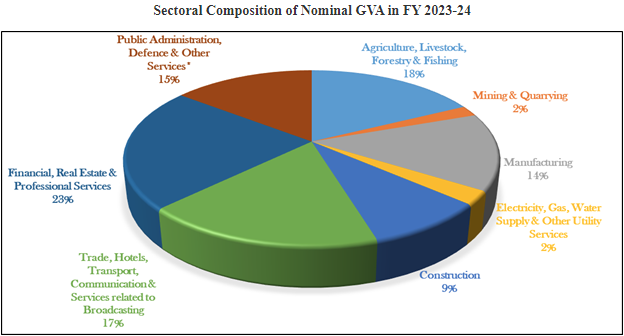 Sectoral Composition of Nominal GVA in FY 2023-24
Public Administration,
Defence & Other
Services*
15%
Agriculture, Livestock,
Forestry & Fishing
18%
Mining & Quarrying
2%
Manufacturing
14%
Electricity, Gas, Water
Supply & Other Utility
Services
2%
Construction
9%
Trade, Hotels,
Transport,
Communication &
Services related to
Broadcasting
17%
Financial, Real Estate &
Professional Services
23%